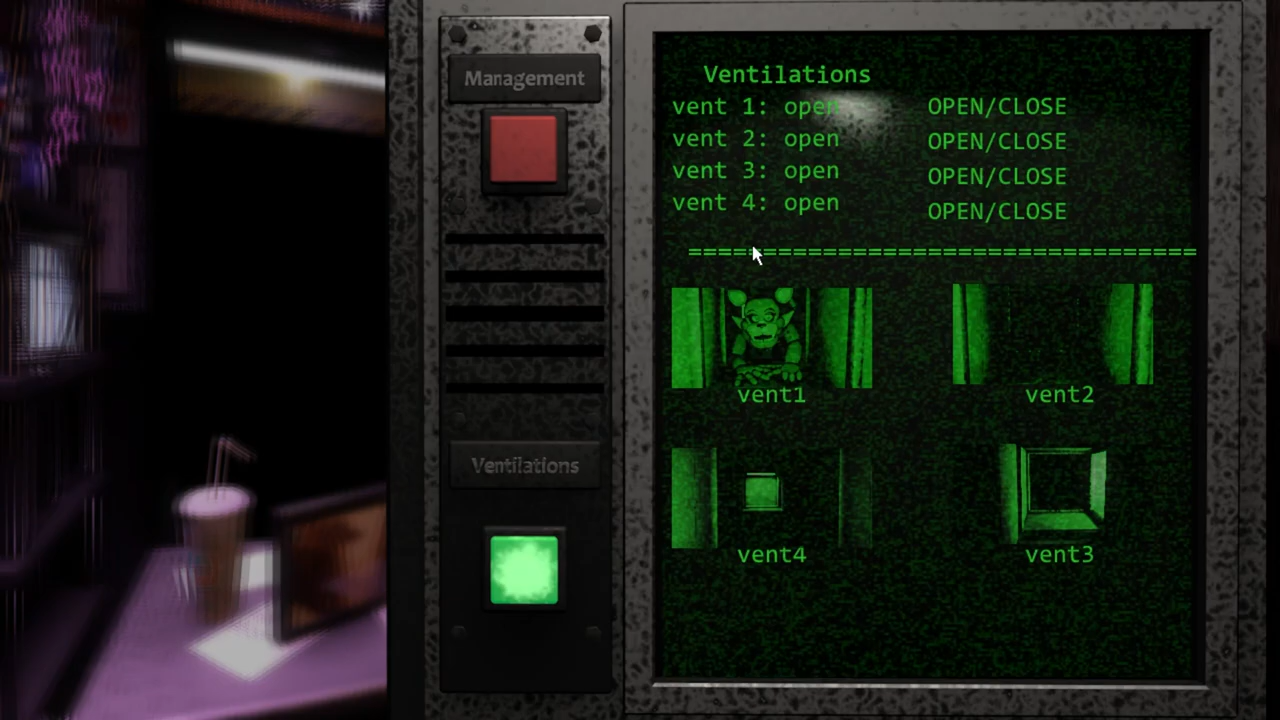 Management
Ventilations
Ventilations
vent 1: open OPEN/CLOSE
vent 2: open OPEN/CLOSE
vent 3: open OPEN/CLOSE
vent 4: open OPEN/CLOSE
==================================
vent1 vent2
vent4 vent3